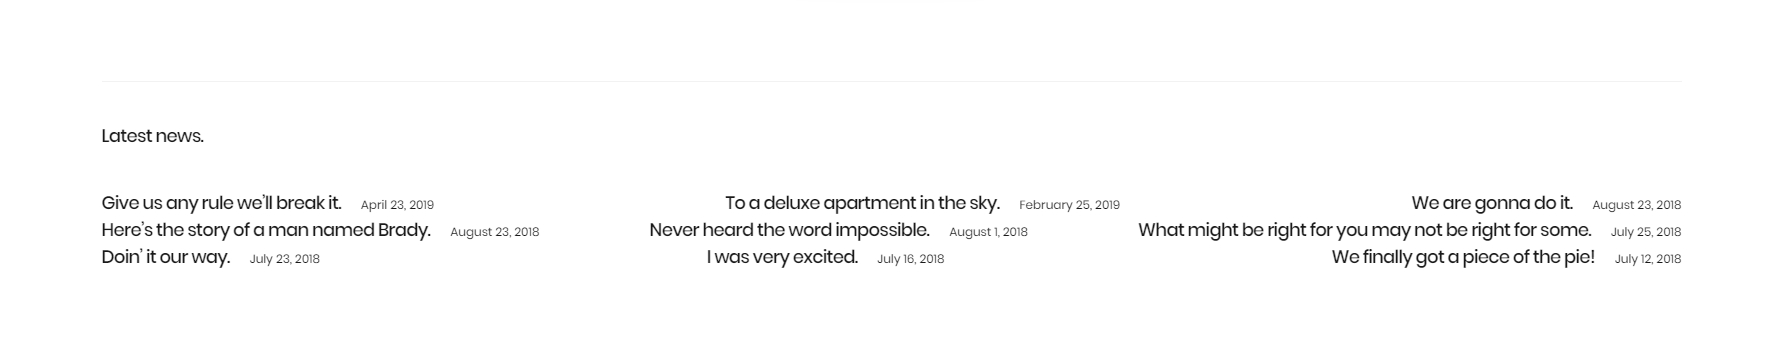 Latest news.
Give us any rule we’ll break it. April 23, 2019 To a deluxe apartment in the sky. February 25, 2019 We are gonna do it. August 23, 2018
Here’s the story of a man named Brady. August 23, 2018 Never heard the word impossible. August 1, 2018 What might be right for you may not be right for some. July 25, 2018
Doin’ it our way. July 23, 2018 I was very excited. July 16, 2018 We finally got a piece of the pie! July 12, 2018